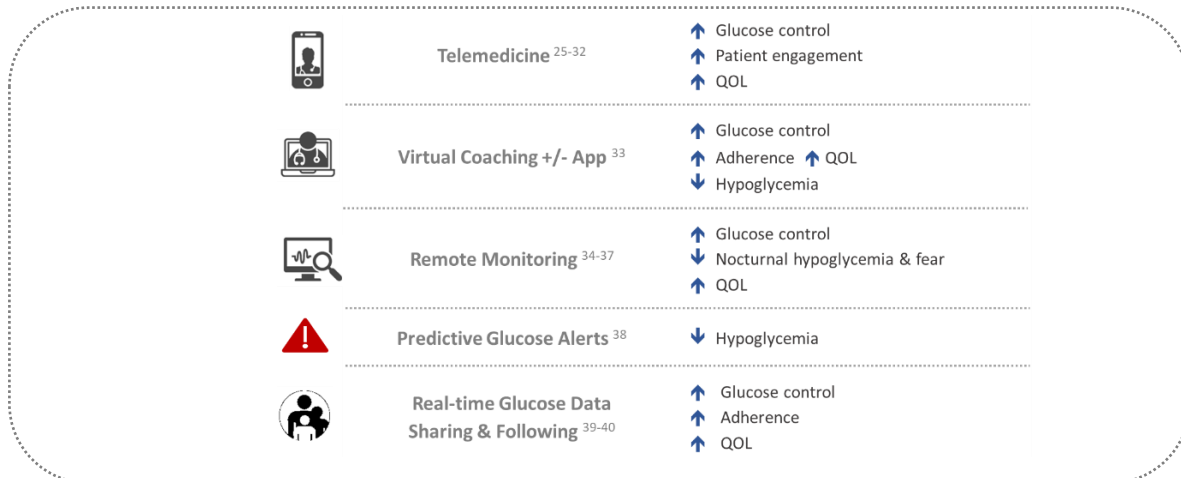 Telemedicine 25-32
↑ Glucose control
↑ Patient engagement
↑ QOL
Virtual Coaching +/- App 33
↑ Glucose control
↑ Adherence ↑ QOL
↓ Hypoglycemia
Remote Monitoring 34-37
↑ Glucose control
↓ Nocturnal hypoglycemia & fear
↑ QOL
Predictive Glucose Alerts 38
↓ Hypoglycemia
Real-time Glucose Data
Sharing & Following 39-40
↑ Glucose control
↑ Adherence
↑ QOL